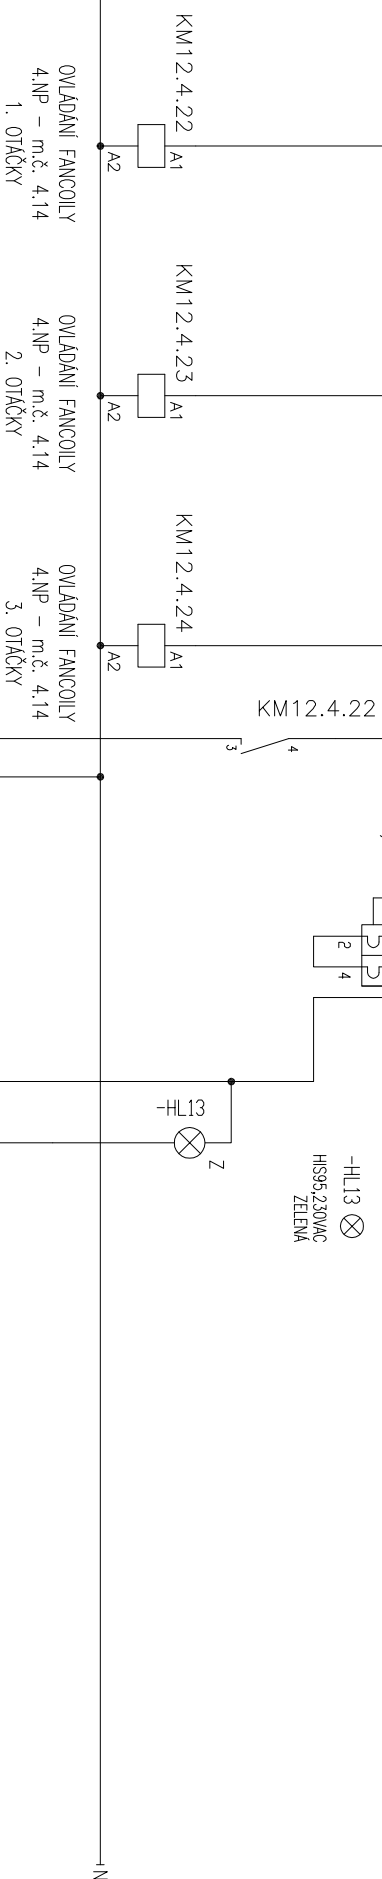 KM12.4.22
A1
A2
OVLÁDÁNÍ FANCOILY
4.NP - m.č. 4.14
1. OTÁČKY
KM12.4.23
A1
A2
OVLÁDÁNÍ FANCOILY
4.NP - m.č. 4.14
2. OTÁČKY
KM12.4.24
A1
A2
OVLÁDÁNÍ FANCOILY
4.NP - m.č. 4.14
3. OTÁČKY
KM12.4.22
3
4
2
4
-HL13
Z
-HL13
HIS95,230VAC
ZELENÁ
N